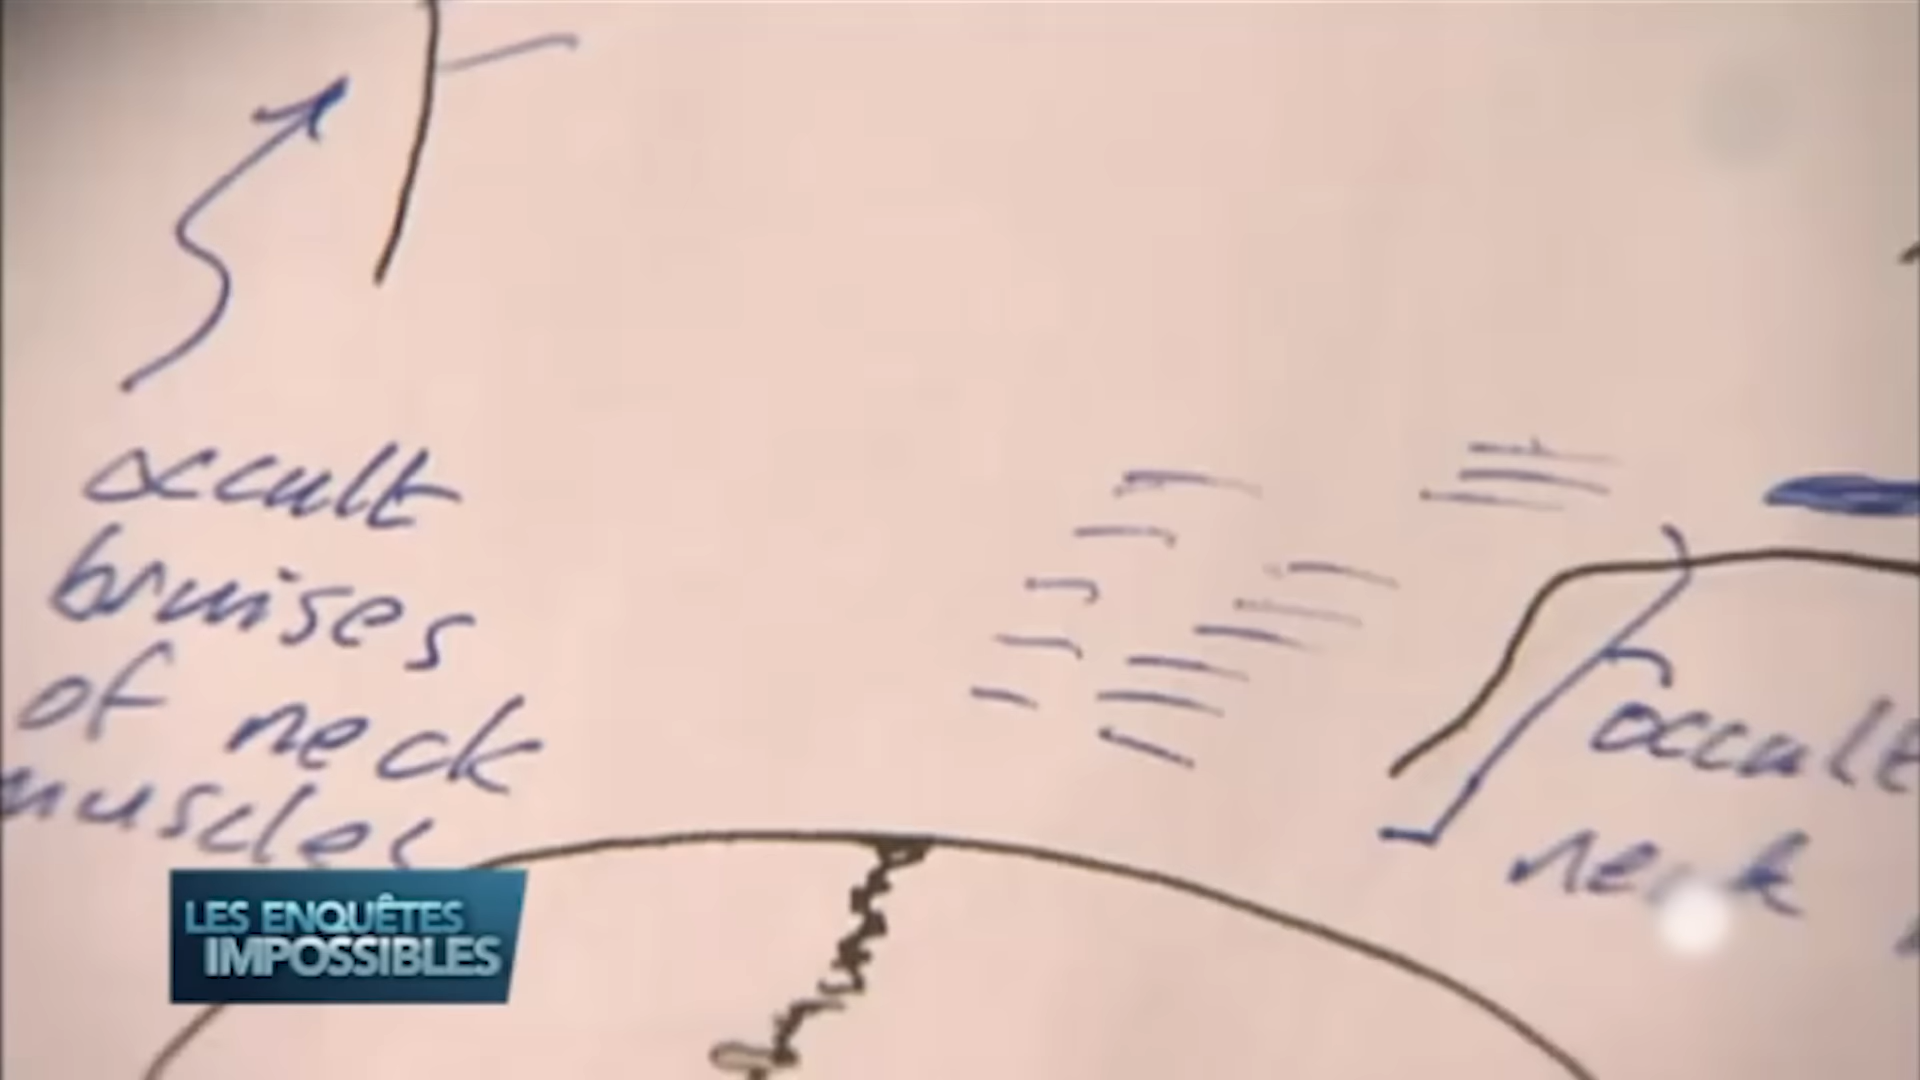 occult
bruises
of neck
muscles
occult
neck
LES ENQUÊTES
IMPOSSIBLES